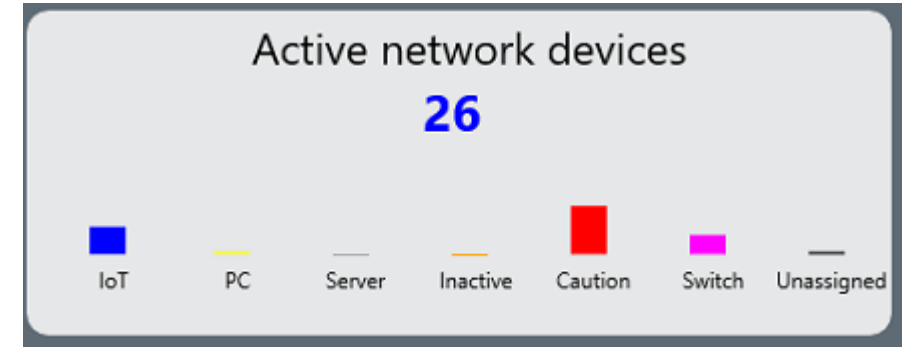 Active network devices
26
IoT PC Server Inactive Caution Switch Unassigned